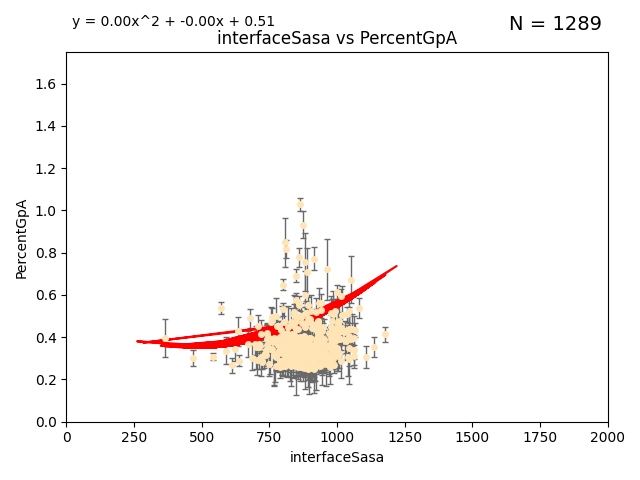 y = 0.00x^2 + -0.00x + 0.51
N = 1289
interfaceSasa vs PercentGpA
PercentGpA
1.6
1.4
1.2
1.0
0.8
0.6
0.4
0.2
0.0
0 250 500 750 1000 1250 1500 1750 2000
interfaceSasa